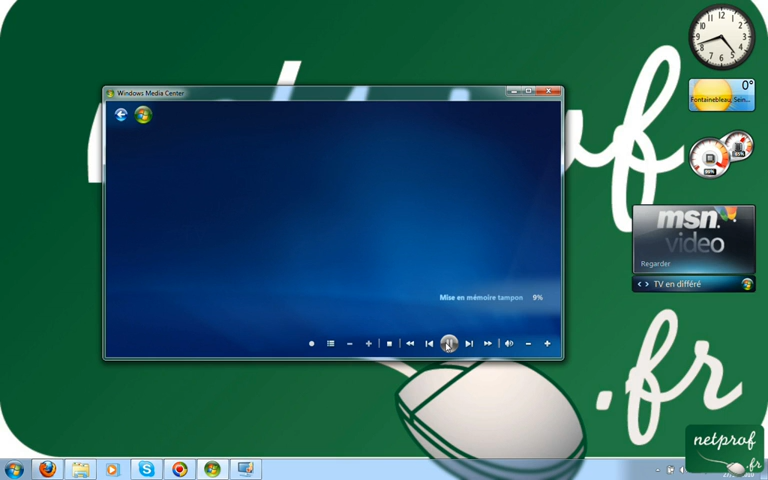 Windows Media Center
0°
Fontainebleau, Sein...
msn
video
Regarder
TV en différé
Mise en mémoire tampon 9%
.fr
netprof
.fr